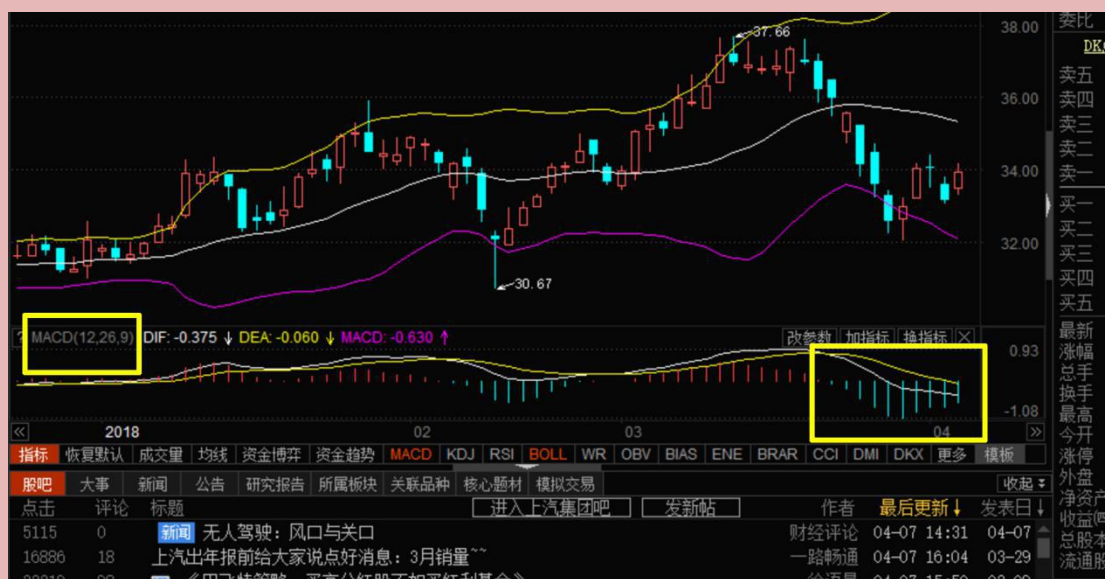 38.00
委比
37.66
卖五
36.00
卖四
卖三
卖二
34.00
卖一
买一
买二
32.00
买三
买四
30.67
买五
? MACD(12,26,9) DIF: -0.375 ↓ DEA: -0.060 ↓ MACD: -0.630 ↑
改参数 加指标 换指标 ×
最新
0.93
涨幅
总手
换手
-1.08
最高
« 2018 02 03 04 »
今开
指标 恢复默认 成交量 均线 资金博弈 资金趋势 MACD KDJ RSI BOLL WR OBV BIAS ENE BRAR CCI DMI DKX 更多 模板
涨停
外盘
股吧 大事 新闻 公告 研究报告 所属板块 关联品种 核心题材 模拟交易 收起
净资产
点击 评论 标题 进入上汽集团吧 发新帖 作者 最后更新↓ 发表日↓
收益
5115 0 新闻 无人驾驶：风口与关口 财经评论 04-07 14:31 04-07
总股本
16886 18 上汽出年报前给大家说点好消息：3月销量~~ 一路畅通 04-07 16:04 03-29
流通股